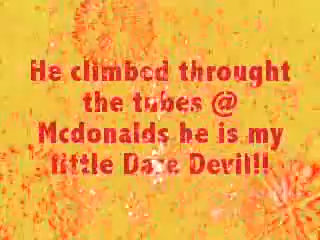 He climbed throught
the tubes @
Mcdonalds he is my
little Dare Devil!!